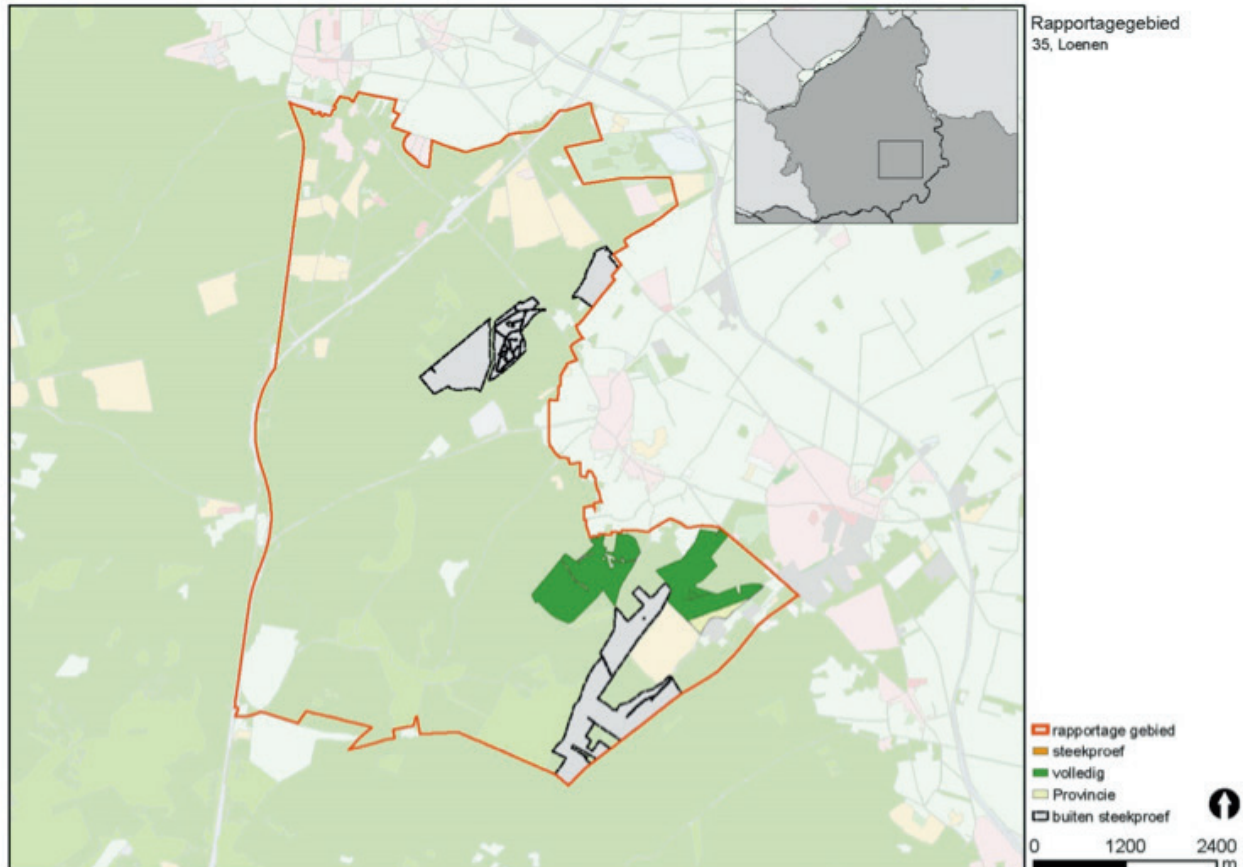 Rapportagegebied
35, Loenen
rapportage gebied
steekproef
volledig
Provincie
buiten steekproef
0 1200 2400
m